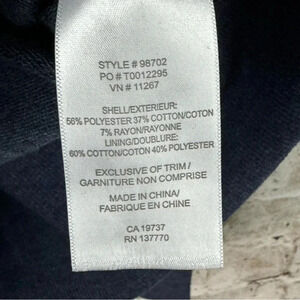 STYLE # 98702
PO # T0012295
VN # 11267
SHELL/EXTERIEUR:
56% POLYESTER 37% COTTON/COTON
7% RAYON/RAYONNE
LINING/DOUBLURE:
60% COTTON/COTON 40% POLYESTER
EXCLUSIVE OF TRIM/
GARNITURE NON COMPRISE
MADE IN CHINA/
FABRIQUE EN CHINE
CA 19737
RN 137770